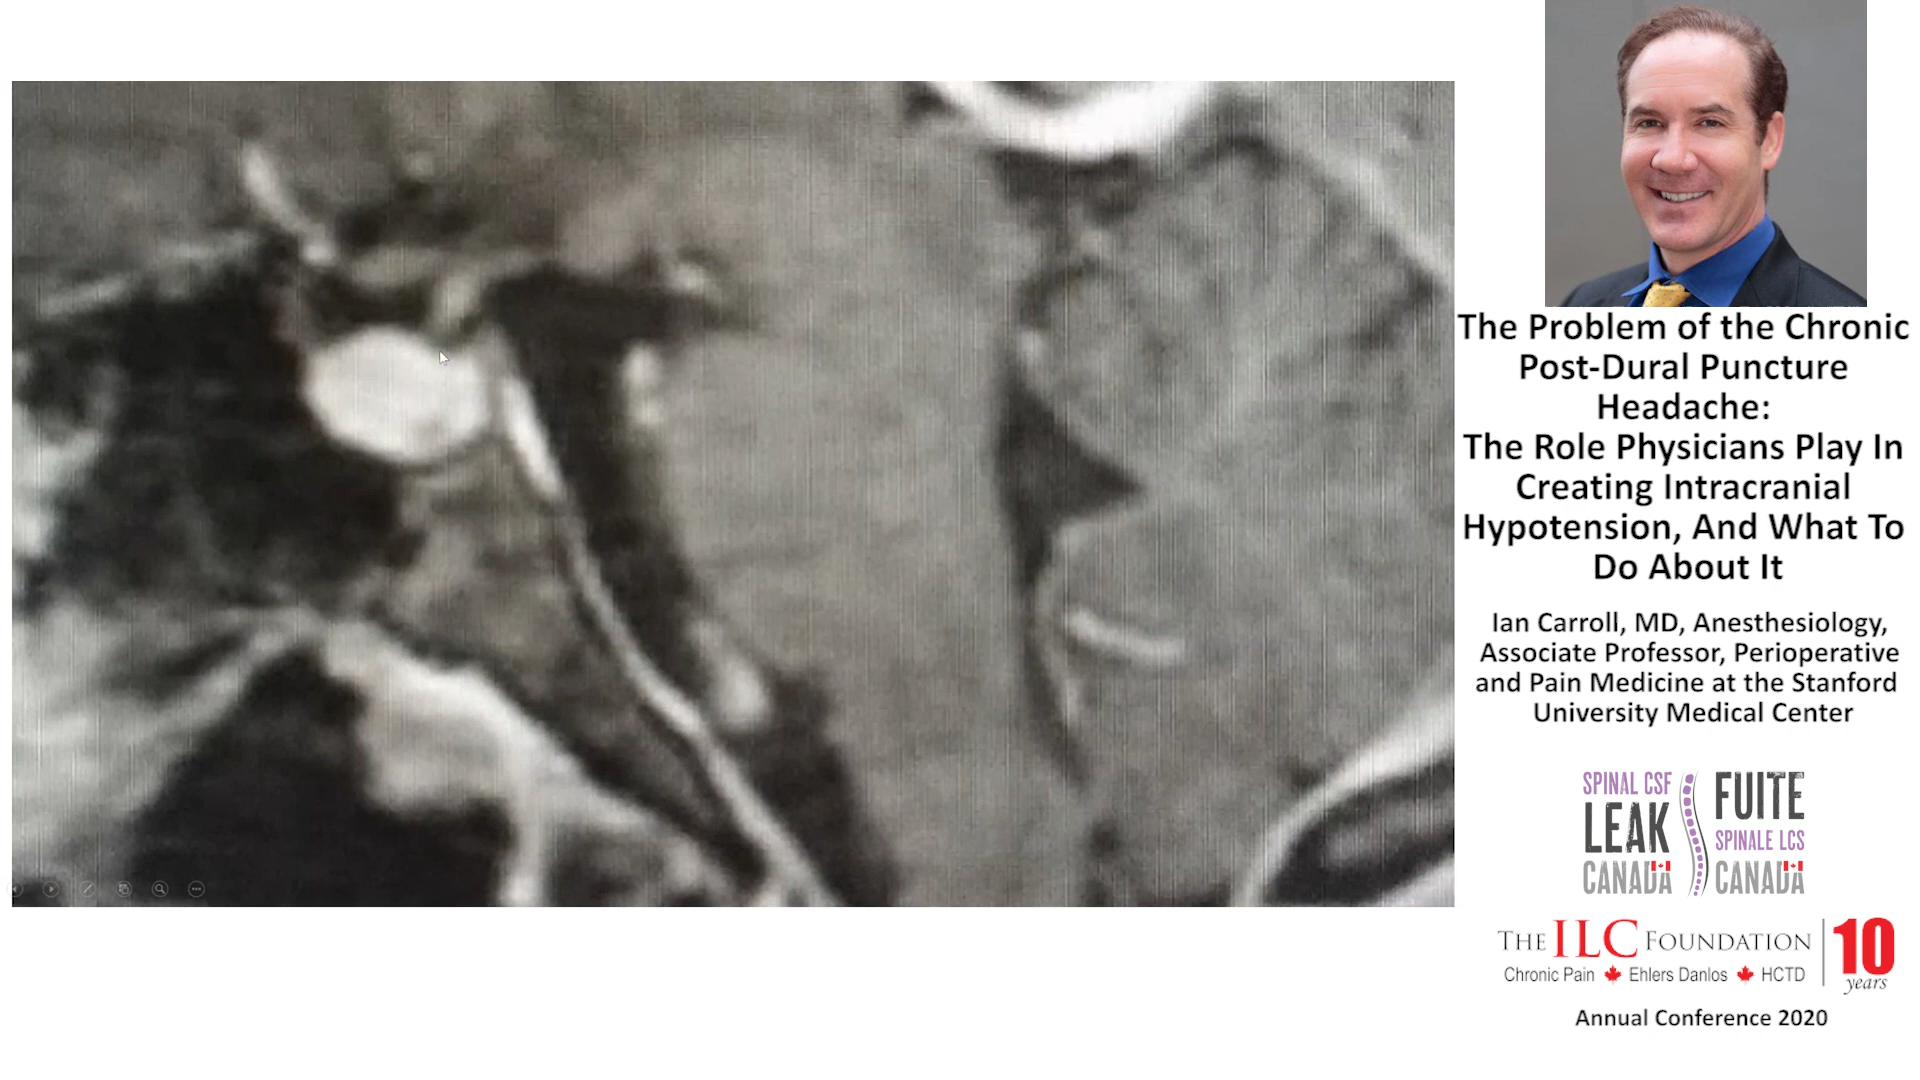 The Problem of the Chronic
Post-Dural Puncture
Headache:
The Role Physicians Play In
Creating Intracranial
Hypotension, And What To
Do About It
Ian Carroll, MD, Anesthesiology,
Associate Professor, Perioperative
and Pain Medicine at the Stanford
University Medical Center
SPINAL CSF
LEAK
CANADA
FUITE
SPINALE LCS
CANADA
THE ILC FOUNDATION
Chronic Pain Ehlers Danlos HCTD
10
years
Annual Conference 2020